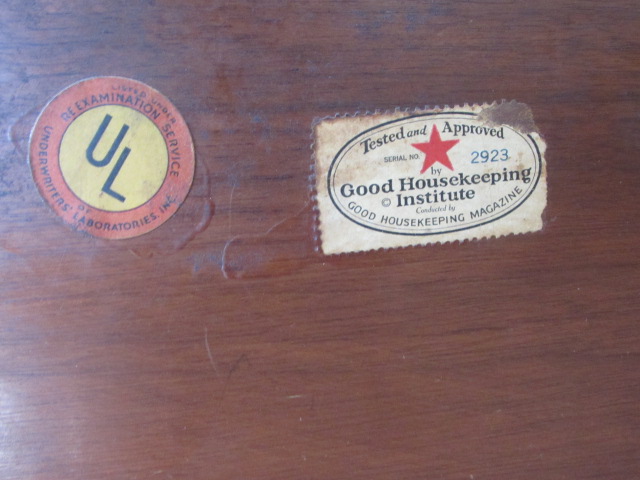 LISTED UNDER
REEXAMINATION SERVICE
UL
UNDERWRITERS' LABORATORIES, INC.
Tested and Approved
SERIAL NO. 2923
by
Good Housekeeping
© Institute
Conducted by
GOOD HOUSEKEEPING MAGAZINE